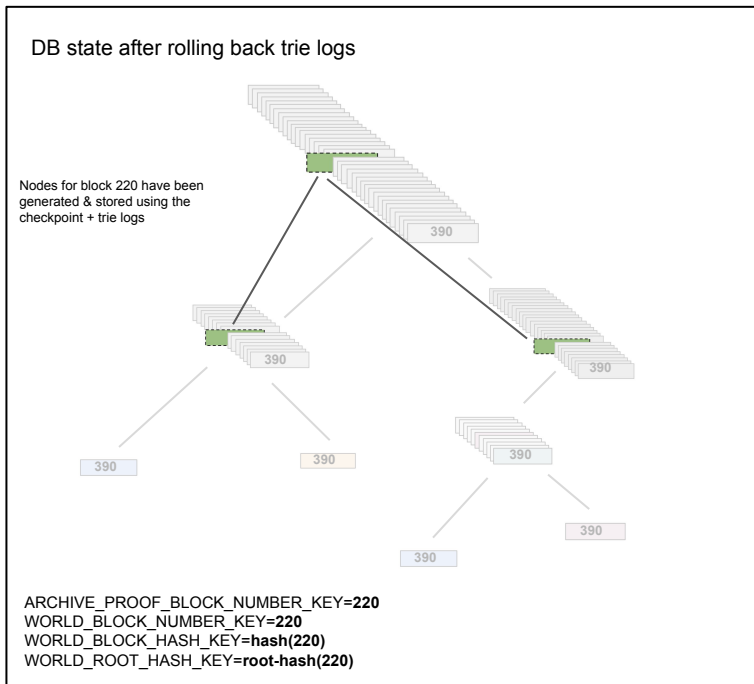 DB state after rolling back trie logs
Nodes for block 220 have been
generated & stored using the
checkpoint + trie logs
390
390
390
390
390
390
390
390
ARCHIVE_PROOF_BLOCK_NUMBER_KEY=220
WORLD_BLOCK_NUMBER_KEY=220
WORLD_BLOCK_HASH_KEY=hash(220)
WORLD_ROOT_HASH_KEY=root-hash(220)